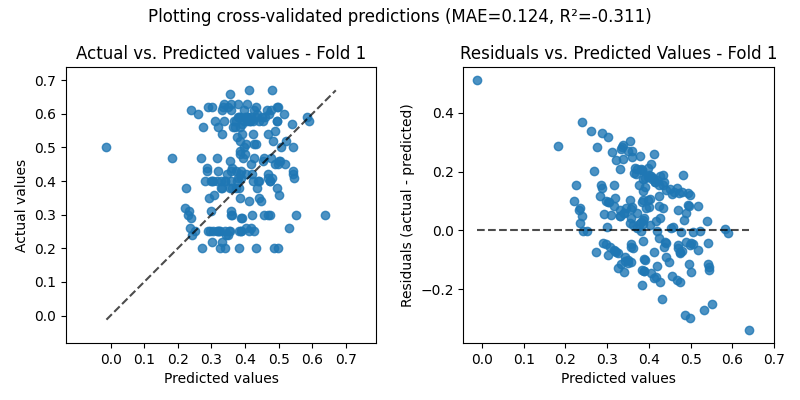 Plotting cross-validated predictions (MAE=0.124, R²=-0.311)
Actual vs. Predicted values - Fold 1
Actual values
0.7
0.6
0.5
0.4
0.3
0.2
0.1
0.0
0.0 0.1 0.2 0.3 0.4 0.5 0.6 0.7
Predicted values
Residuals vs. Predicted Values - Fold 1
Residuals (actual - predicted)
0.4
0.2
0.0
−0.2
0.0 0.1 0.2 0.3 0.4 0.5 0.6 0.7
Predicted values